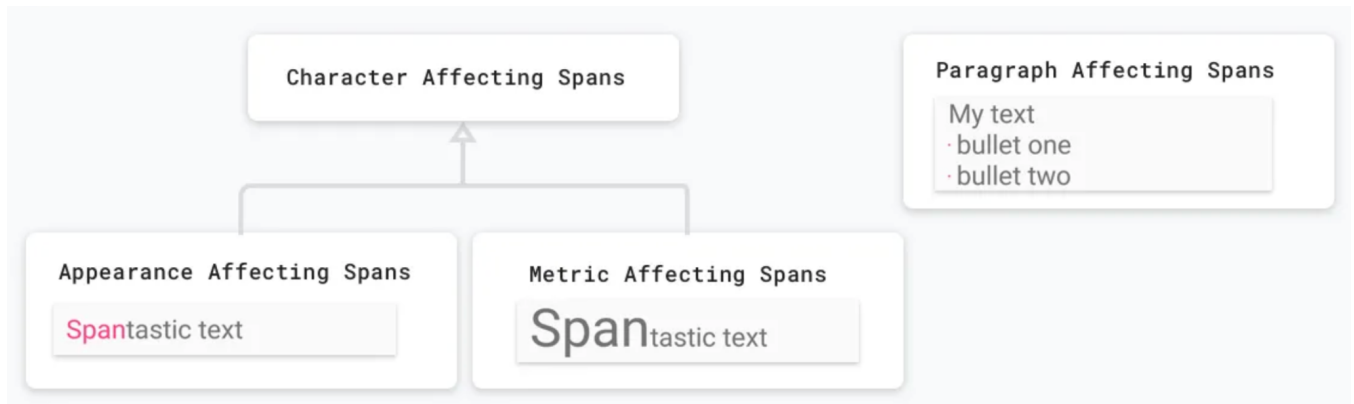 Character Affecting Spans
Paragraph Affecting Spans
My text
· bullet one
· bullet two
Appearance Affecting Spans
Spantastic text
Metric Affecting Spans
Spantastic text